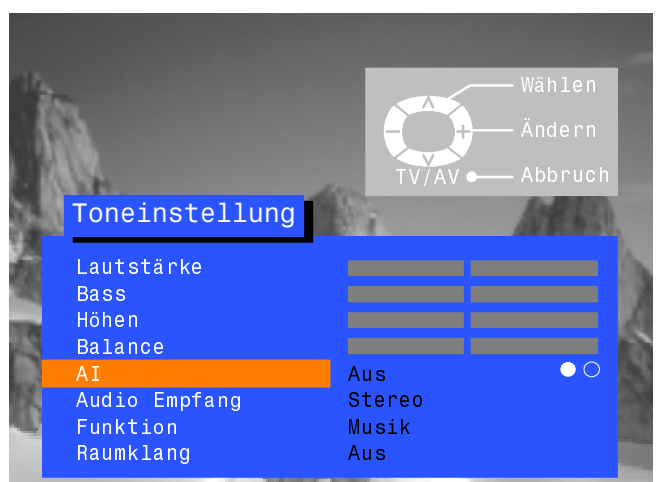 Wählen
Ändern
TV/AV Abbruch
Toneinstellung
Lautstärke
Bass
Höhen
Balance
AI Aus
Audio Empfang Stereo
Funktion Musik
Raumklang Aus